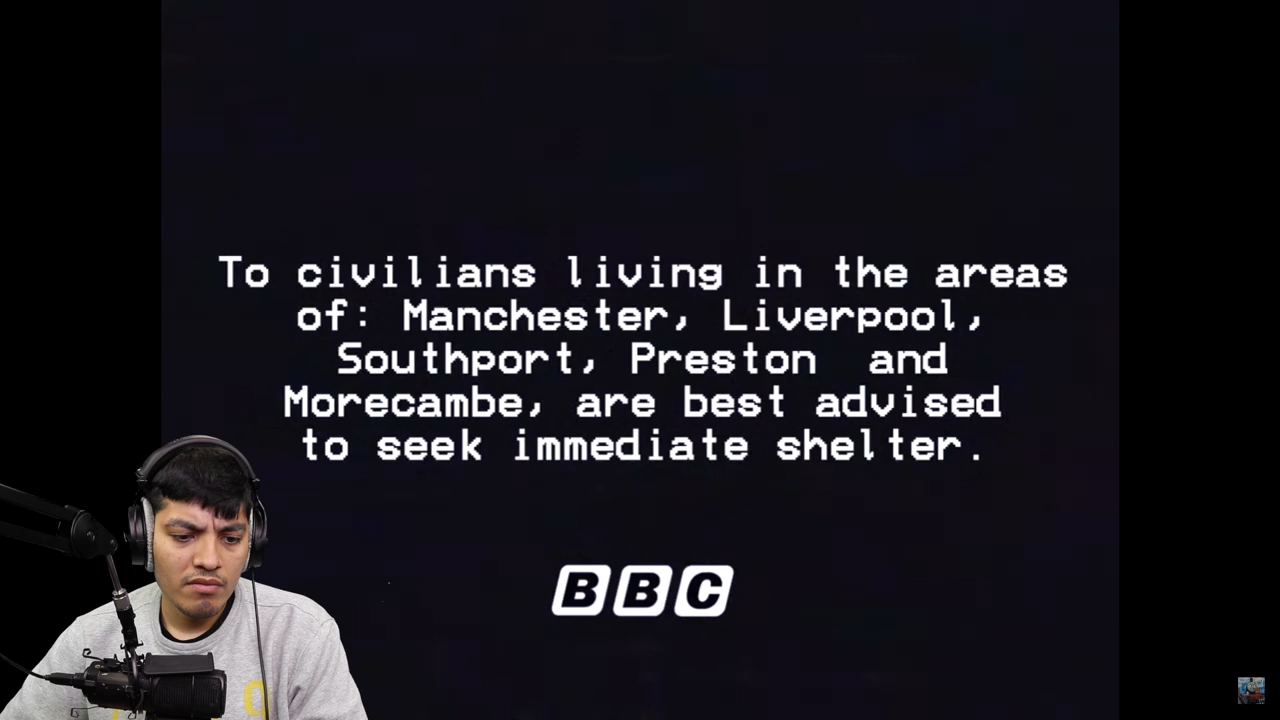 To civilians living in the areas
of: Manchester, Liverpool,
Southport, Preston  and
Morecambe, are best advised
to seek immediate shelter.
BBC